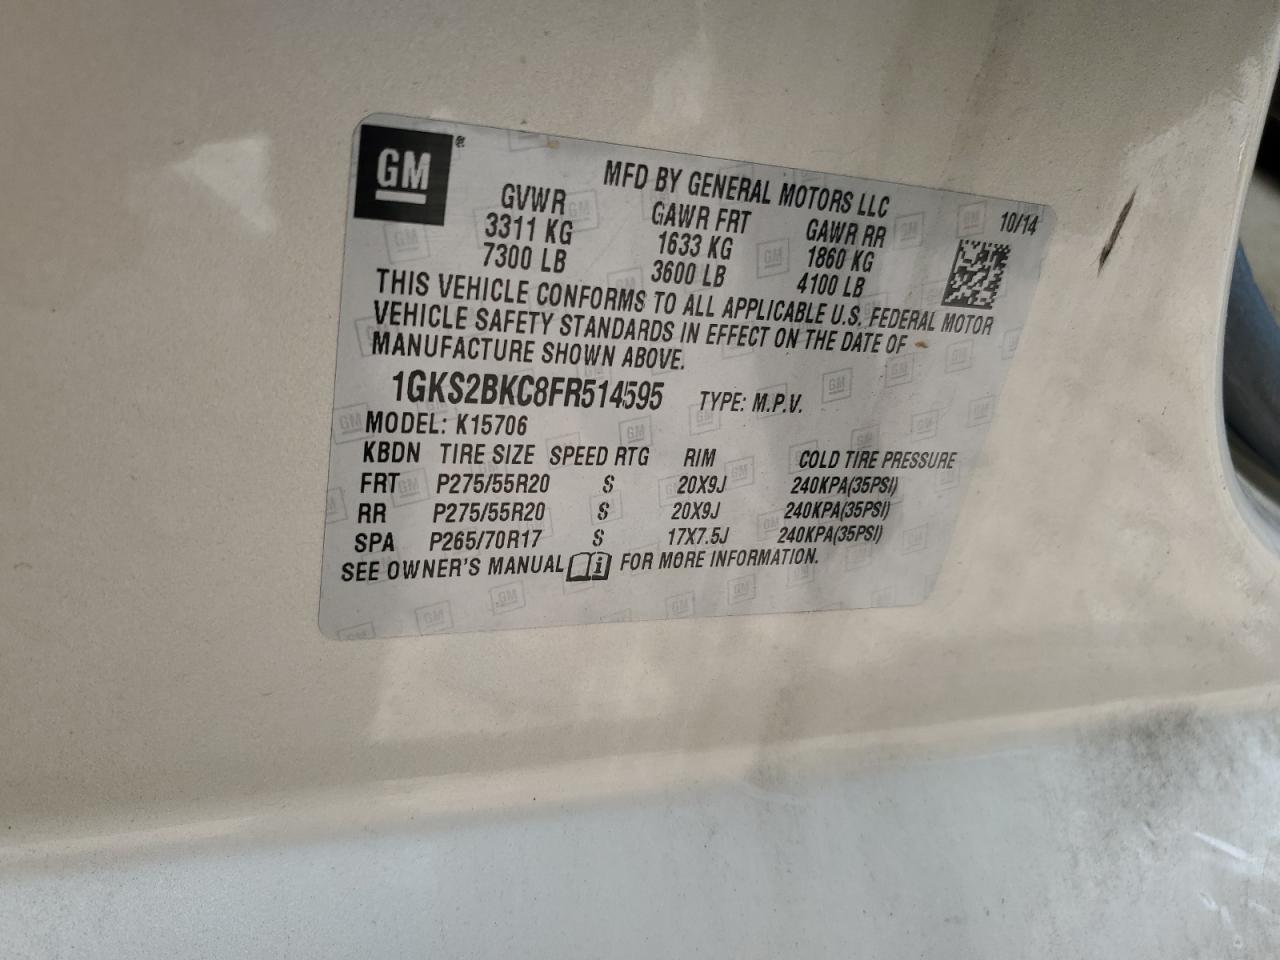 GM®
MFD BY GENERAL MOTORS LLC
10/14
GVWR GAWR FRT GAWR RR
3311 KG 1633 KG 1860 KG
7300 LB 3600 LB 4100 LB
THIS VEHICLE CONFORMS TO ALL APPLICABLE U.S. FEDERAL MOTOR
VEHICLE SAFETY STANDARDS IN EFFECT ON THE DATE OF
MANUFACTURE SHOWN ABOVE.
1GKS2BKC8FR514595 TYPE: M.P.V.
MODEL: K15706
KBDN TIRE SIZE SPEED RTG RIM COLD TIRE PRESSURE
FRT P275/55R20 S 20X9J 240KPA(35PSI)
RR P275/55R20 S 20X9J 240KPA(35PSI)
SPA P265/70R17 S 17X7.5J 240KPA(35PSI)
SEE OWNER'S MANUAL FOR MORE INFORMATION.